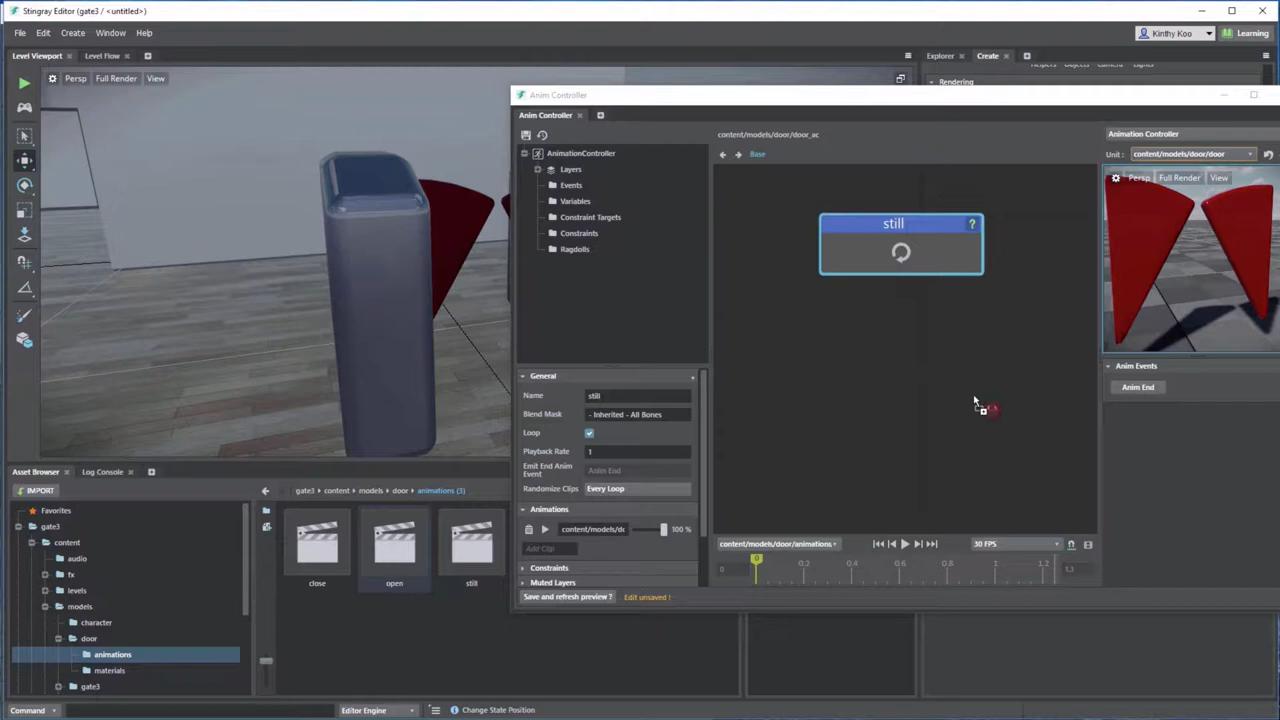 Stingray Editor (gate3 / <untitled>)
File Edit Create Window Help
Kinthy Koo
Learning
Level Viewport
Level Flow
Explorer
Create
Persp Full Render View
Helpers Objects Camera Lights
Rendering
Anim Controller
Anim Controller
content/models/door/door_ac
Base
AnimationController
Layers
Events
Variables
Constraint Targets
Constraints
Ragdolls
still
?
Animation Controller
Unit : content/models/door/door
Persp Full Render View
Anim Events
Anim End
General
Name still
Blend Mask - Inherited - All Bones
Loop
Playback Rate 1
Emit End Anim Event Anim End
Randomize Clips Every Loop
Animations
content/models/dc 100 %
Add Clip
Constraints
Muted Layers
Save and refresh preview ? Edit unsaved !
content/models/door/animations
30 FPS
0 0 0.2 0.4 0.6 0.8 1 1.2 1.3
Asset Browser
Log Console
IMPORT
gate3 content models door animations (3)
Favorites
gate3
content
audio
fx
levels
models
character
door
animations
materials
gate3
close
open
still
Command
Editor Engine
Change State Position